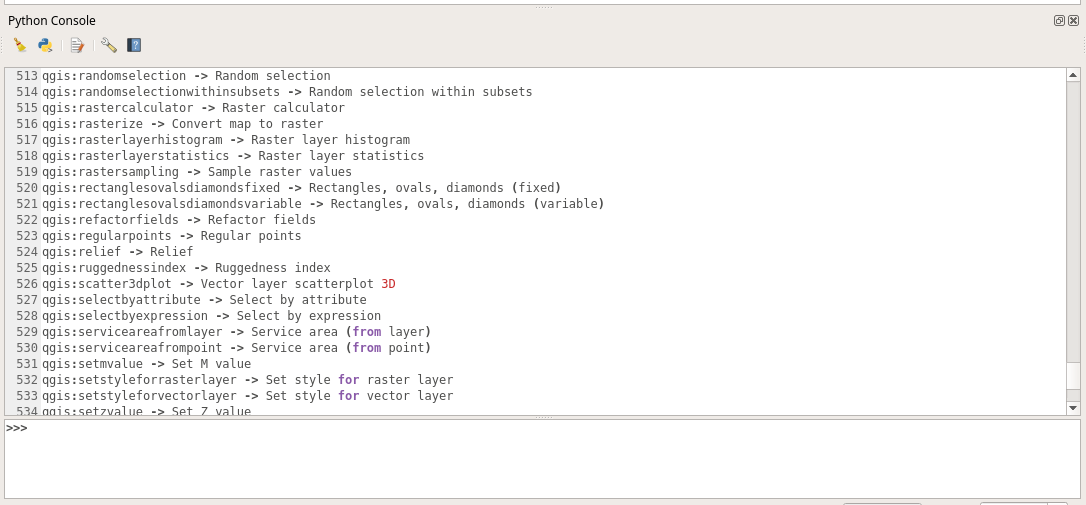 Python Console
513 qgis:randomselection -> Random selection
514 qgis:randomselectionwithinsubsets -> Random selection within subsets
515 qgis:rastercalculator -> Raster calculator
516 qgis:rasterize -> Convert map to raster
517 qgis:rasterlayerhistogram -> Raster layer histogram
518 qgis:rasterlayerstatistics -> Raster layer statistics
519 qgis:rastersampling -> Sample raster values
520 qgis:rectanglesovalsdiamondsfixed -> Rectangles, ovals, diamonds (fixed)
521 qgis:rectanglesovalsdiamondsvariable -> Rectangles, ovals, diamonds (variable)
522 qgis:refactorfields -> Refactor fields
523 qgis:regularpoints -> Regular points
524 qgis:relief -> Relief
525 qgis:ruggednessindex -> Ruggedness index
526 qgis:scatter3dplot -> Vector layer scatterplot 3D
527 qgis:selectbyattribute -> Select by attribute
528 qgis:selectbyexpression -> Select by expression
529 qgis:serviceareafromlayer -> Service area (from layer)
530 qgis:serviceareafrompoint -> Service area (from point)
531 qgis:setmvalue -> Set M value
532 qgis:setstyleforrasterlayer -> Set style for raster layer
533 qgis:setstyleforvectorlayer -> Set style for vector layer
534 qgis:setzvalue -> Set Z value
>>>